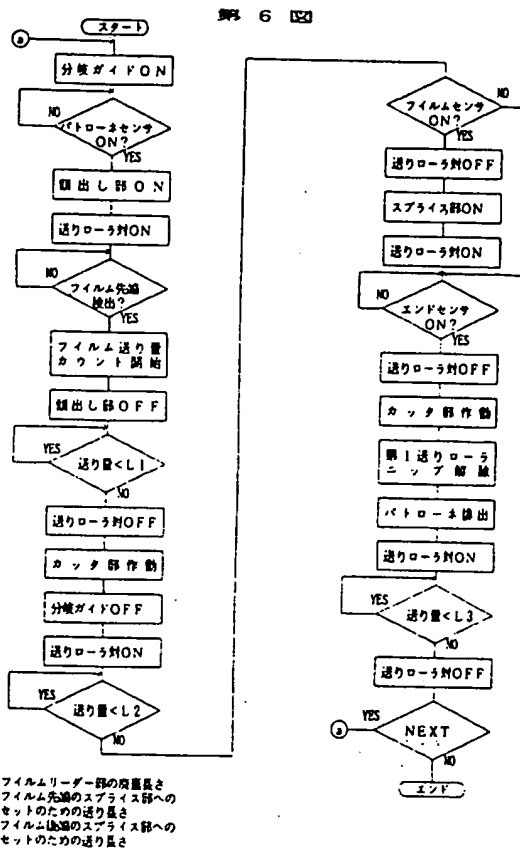 第6図
スタート
a
分岐ガイドON
NO
パトローネセンサ
ON?
YES
頭出し部ON
送りローラ対ON
NO
フィルム先端
検出?
YES
フィルム送り量
カウント開始
頭出し部OFF
YES
送り量<L1
NO
送りローラ対OFF
カッタ部作動
分岐ガイドOFF
送りローラ対ON
YES
送り量<L2
NO
フィルムセンサ
ON?
NO
YES
送りローラ対OFF
スプライス部ON
送りローラ対ON
NO
エンドセンサ
ON?
YES
送りローラ対OFF
カッタ部作動
第1送りローラ
ニップ解除
パトローネ排出
送りローラ対ON
YES
送り量<L3
NO
送りローラ対OFF
YES
a
NEXT
NO
エンド
フィルムリーダー部の廃棄長さ
フィルム先端のスプライス部への
セットのための送り長さ
フィルム後端のスプライス部への
セットのための送り長さ